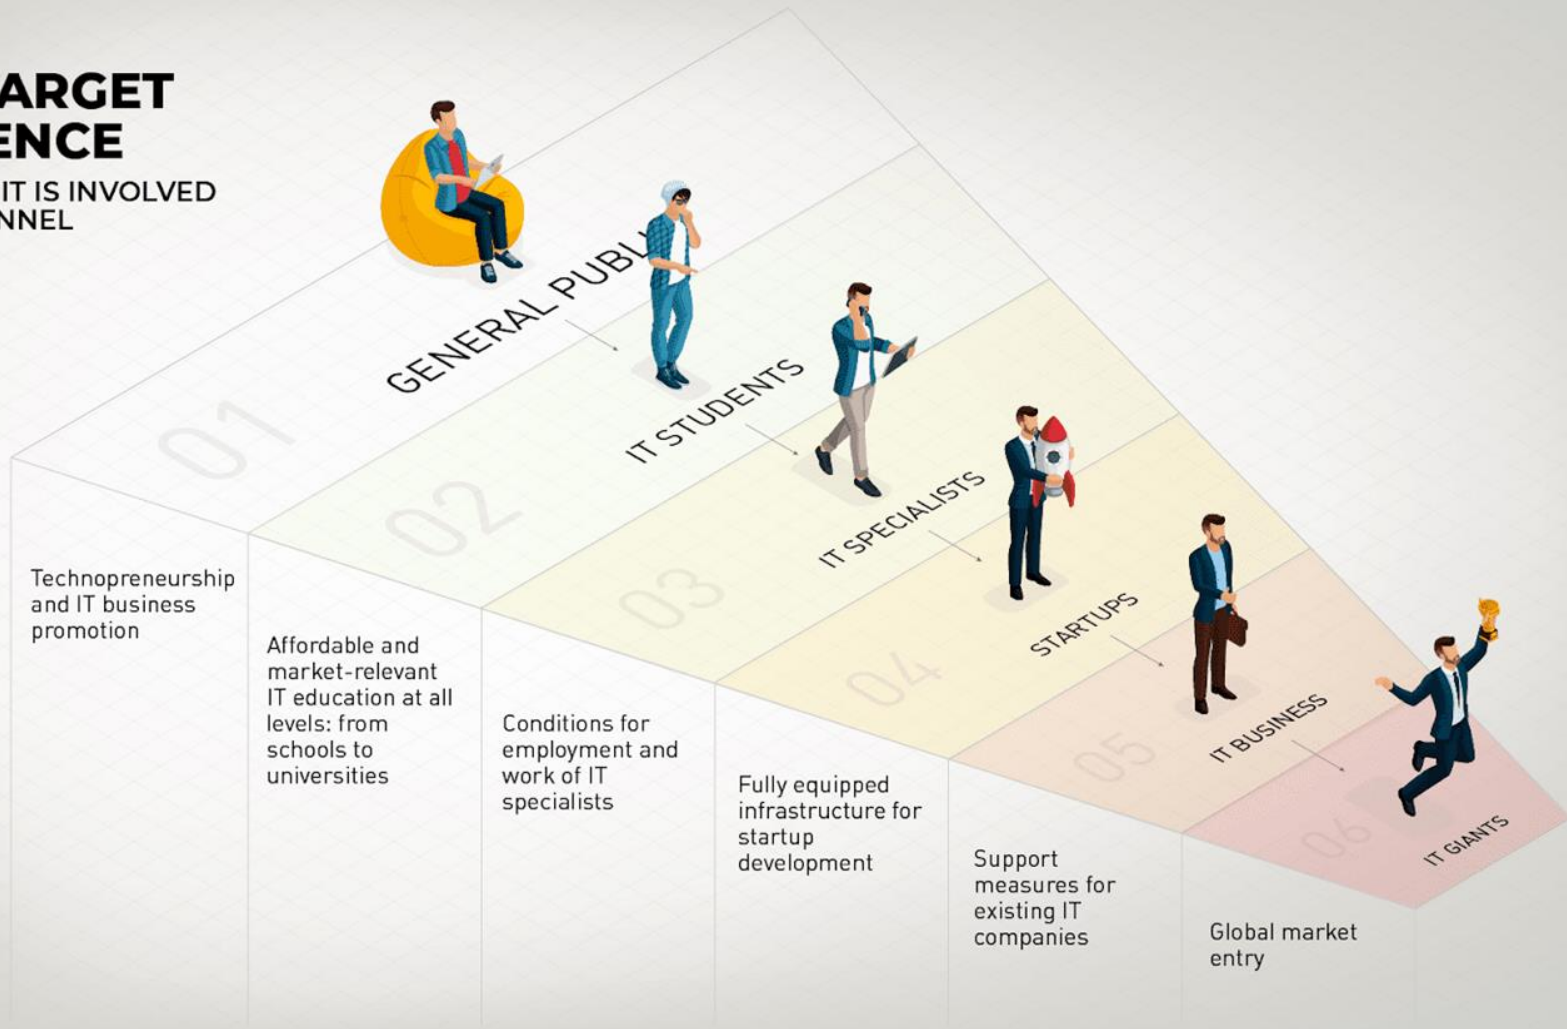 ARGET
ENCE
IT IS INVOLVED
NNEL
01
GENERAL PUBLI
02
IT STUDENTS
03
IT SPECIALISTS
04
STARTUPS
05
IT BUSINESS
06
IT GIANTS
Technopreneurship
and IT business
promotion
Affordable and
market-relevant
IT education at all
levels: from
schools to
universities
Conditions for
employment and
work of IT
specialists
Fully equipped
infrastructure for
startup
development
Support
measures for
existing IT
companies
Global market
entry